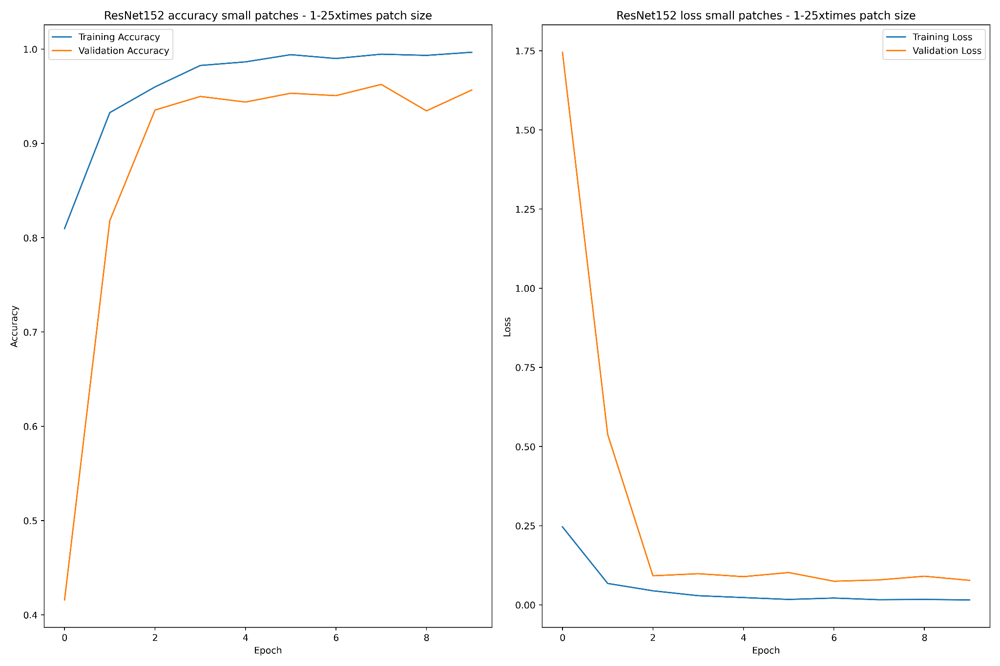 ResNet152 accuracy small patches - 1-25xtimes patch size
Training Accuracy
Validation Accuracy
1.0
0.9
0.8
0.7
0.6
0.5
0.4
Accuracy
0 2 4 6 8
Epoch
ResNet152 loss small patches - 1-25xtimes patch size
Training Loss
Validation Loss
1.75
1.50
1.25
1.00
0.75
0.50
0.25
0.00
Loss
0 2 4 6 8
Epoch